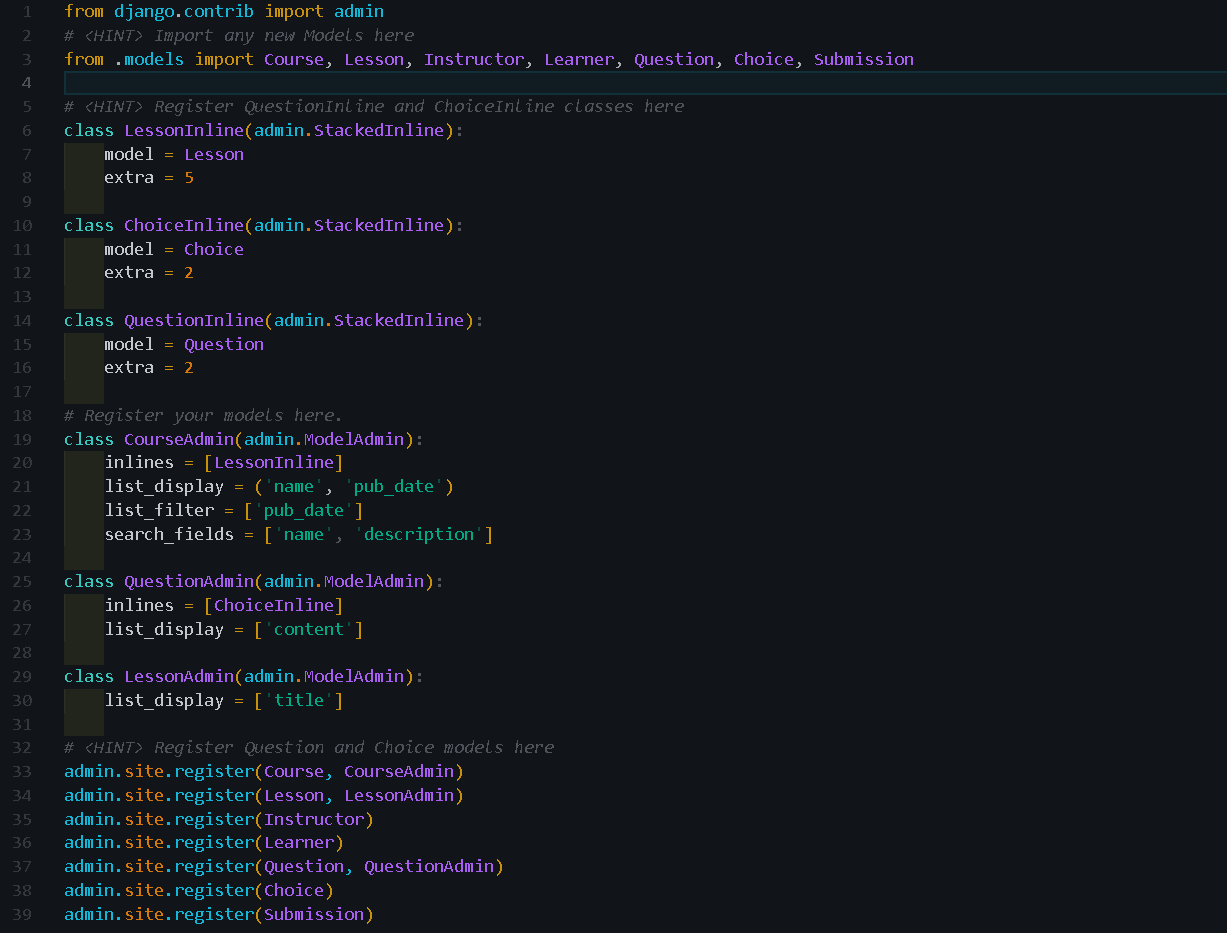 1 from django.contrib import admin
2 # <HINT> Import any new Models here
3 from .models import Course, Lesson, Instructor, Learner, Question, Choice, Submission
4
5 # <HINT> Register QuestionInline and ChoiceInline classes here
6 class LessonInline(admin.StackedInline):
7     model = Lesson
8     extra = 5
9
10 class ChoiceInline(admin.StackedInline):
11     model = Choice
12     extra = 2
13
14 class QuestionInline(admin.StackedInline):
15     model = Question
16     extra = 2
17
18 # Register your models here.
19 class CourseAdmin(admin.ModelAdmin):
20     inlines = [LessonInline]
21     list_display = ('name', 'pub_date')
22     list_filter = ['pub_date']
23     search_fields = ['name', 'description']
24
25 class QuestionAdmin(admin.ModelAdmin):
26     inlines = [ChoiceInline]
27     list_display = ['content']
28
29 class LessonAdmin(admin.ModelAdmin):
30     list_display = ['title']
31
32 # <HINT> Register Question and Choice models here
33 admin.site.register(Course, CourseAdmin)
34 admin.site.register(Lesson, LessonAdmin)
35 admin.site.register(Instructor)
36 admin.site.register(Learner)
37 admin.site.register(Question, QuestionAdmin)
38 admin.site.register(Choice)
39 admin.site.register(Submission)